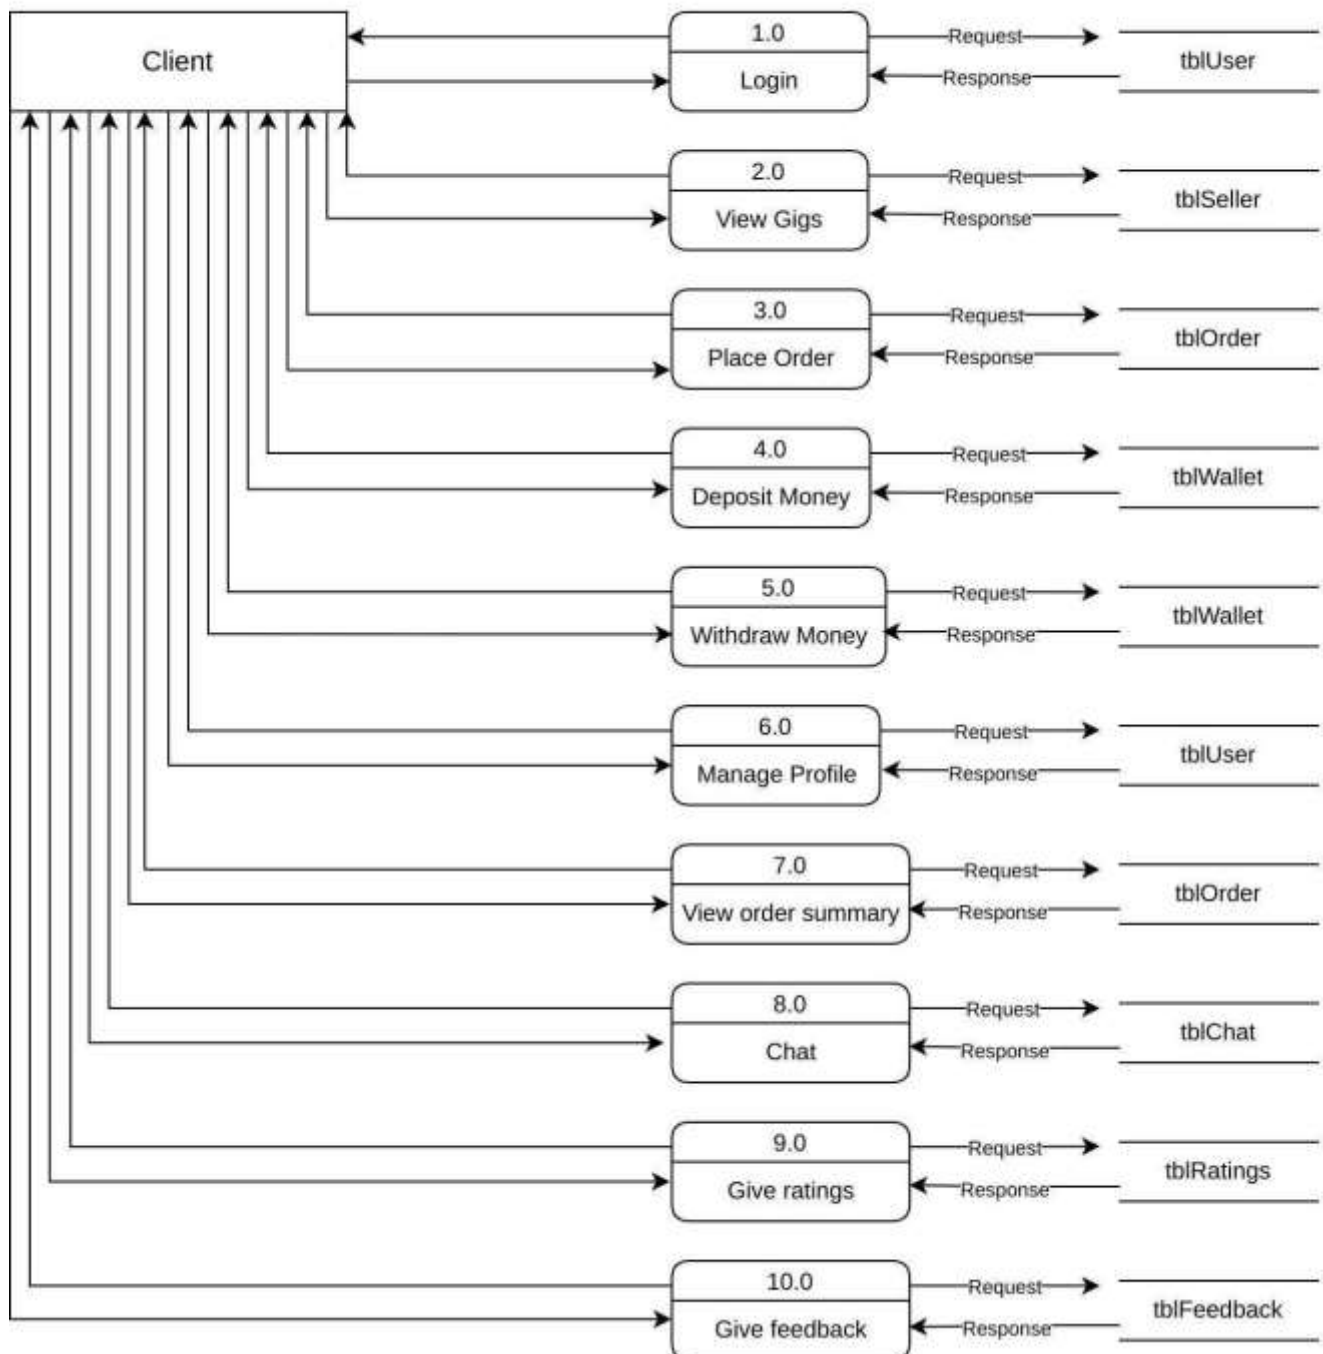 Client
1.0
Login
Request
Response
tblUser
2.0
View Gigs
Request
Response
tblSeller
3.0
Place Order
Request
Response
tblOrder
4.0
Deposit Money
Request
Response
tblWallet
5.0
Withdraw Money
Request
Response
tblWallet
6.0
Manage Profile
Request
Response
tblUser
7.0
View order summary
Request
Response
tblOrder
8.0
Chat
Request
Response
tblChat
9.0
Give ratings
Request
Response
tblRatings
10.0
Give feedback
Request
Response
tblFeedback